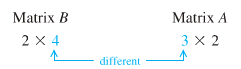 Matrix B Matrix A
2 × 4 3 × 2
different